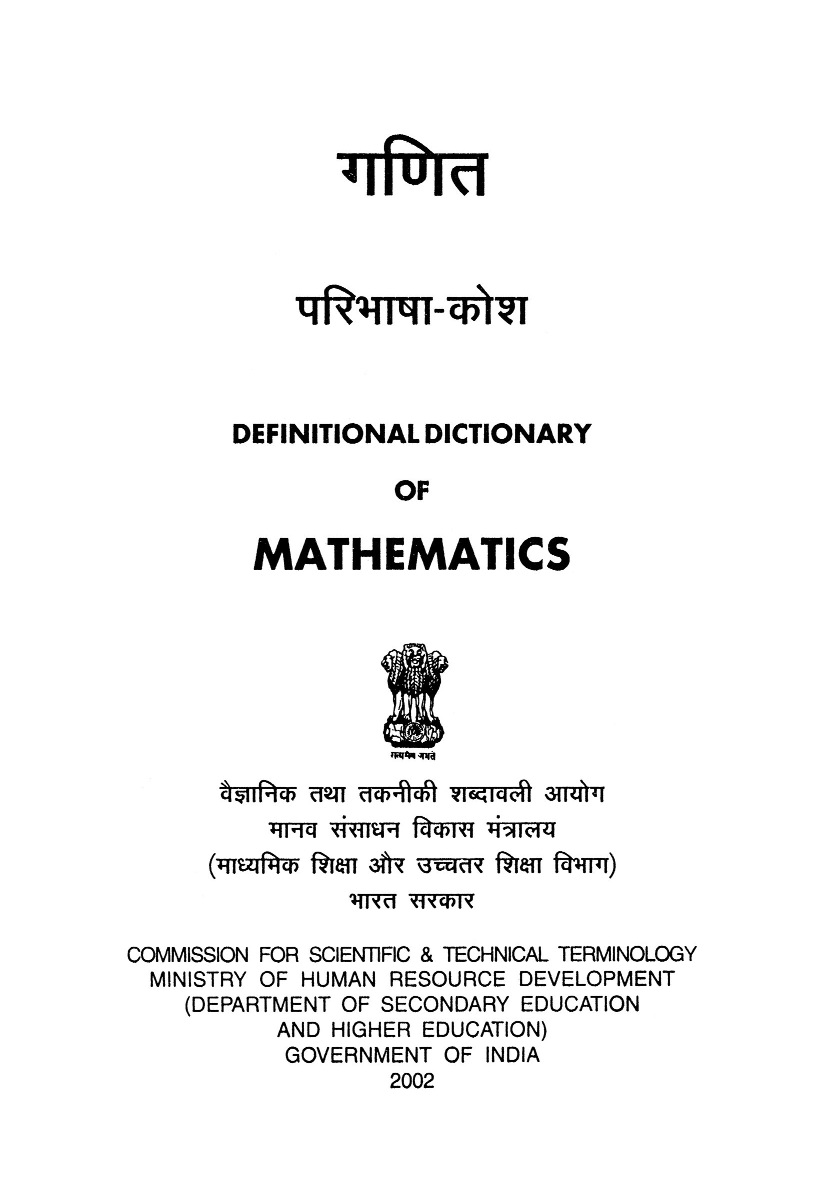 गणित
परिभाषा-कोश
DEFINITIONAL DICTIONARY
OF
MATHEMATICS
सत्यमेव जयते
वैज्ञानिक तथा तकनीकी शब्दावली आयोग
मानव संसाधन विकास मंत्रालय
(माध्यमिक शिक्षा और उच्चतर शिक्षा विभाग)
भारत सरकार
COMMISSION FOR SCIENTIFIC & TECHNICAL TERMINOLOGY
MINISTRY OF HUMAN RESOURCE DEVELOPMENT
(DEPARTMENT OF SECONDARY EDUCATION
AND HIGHER EDUCATION)
GOVERNMENT OF INDIA
2002